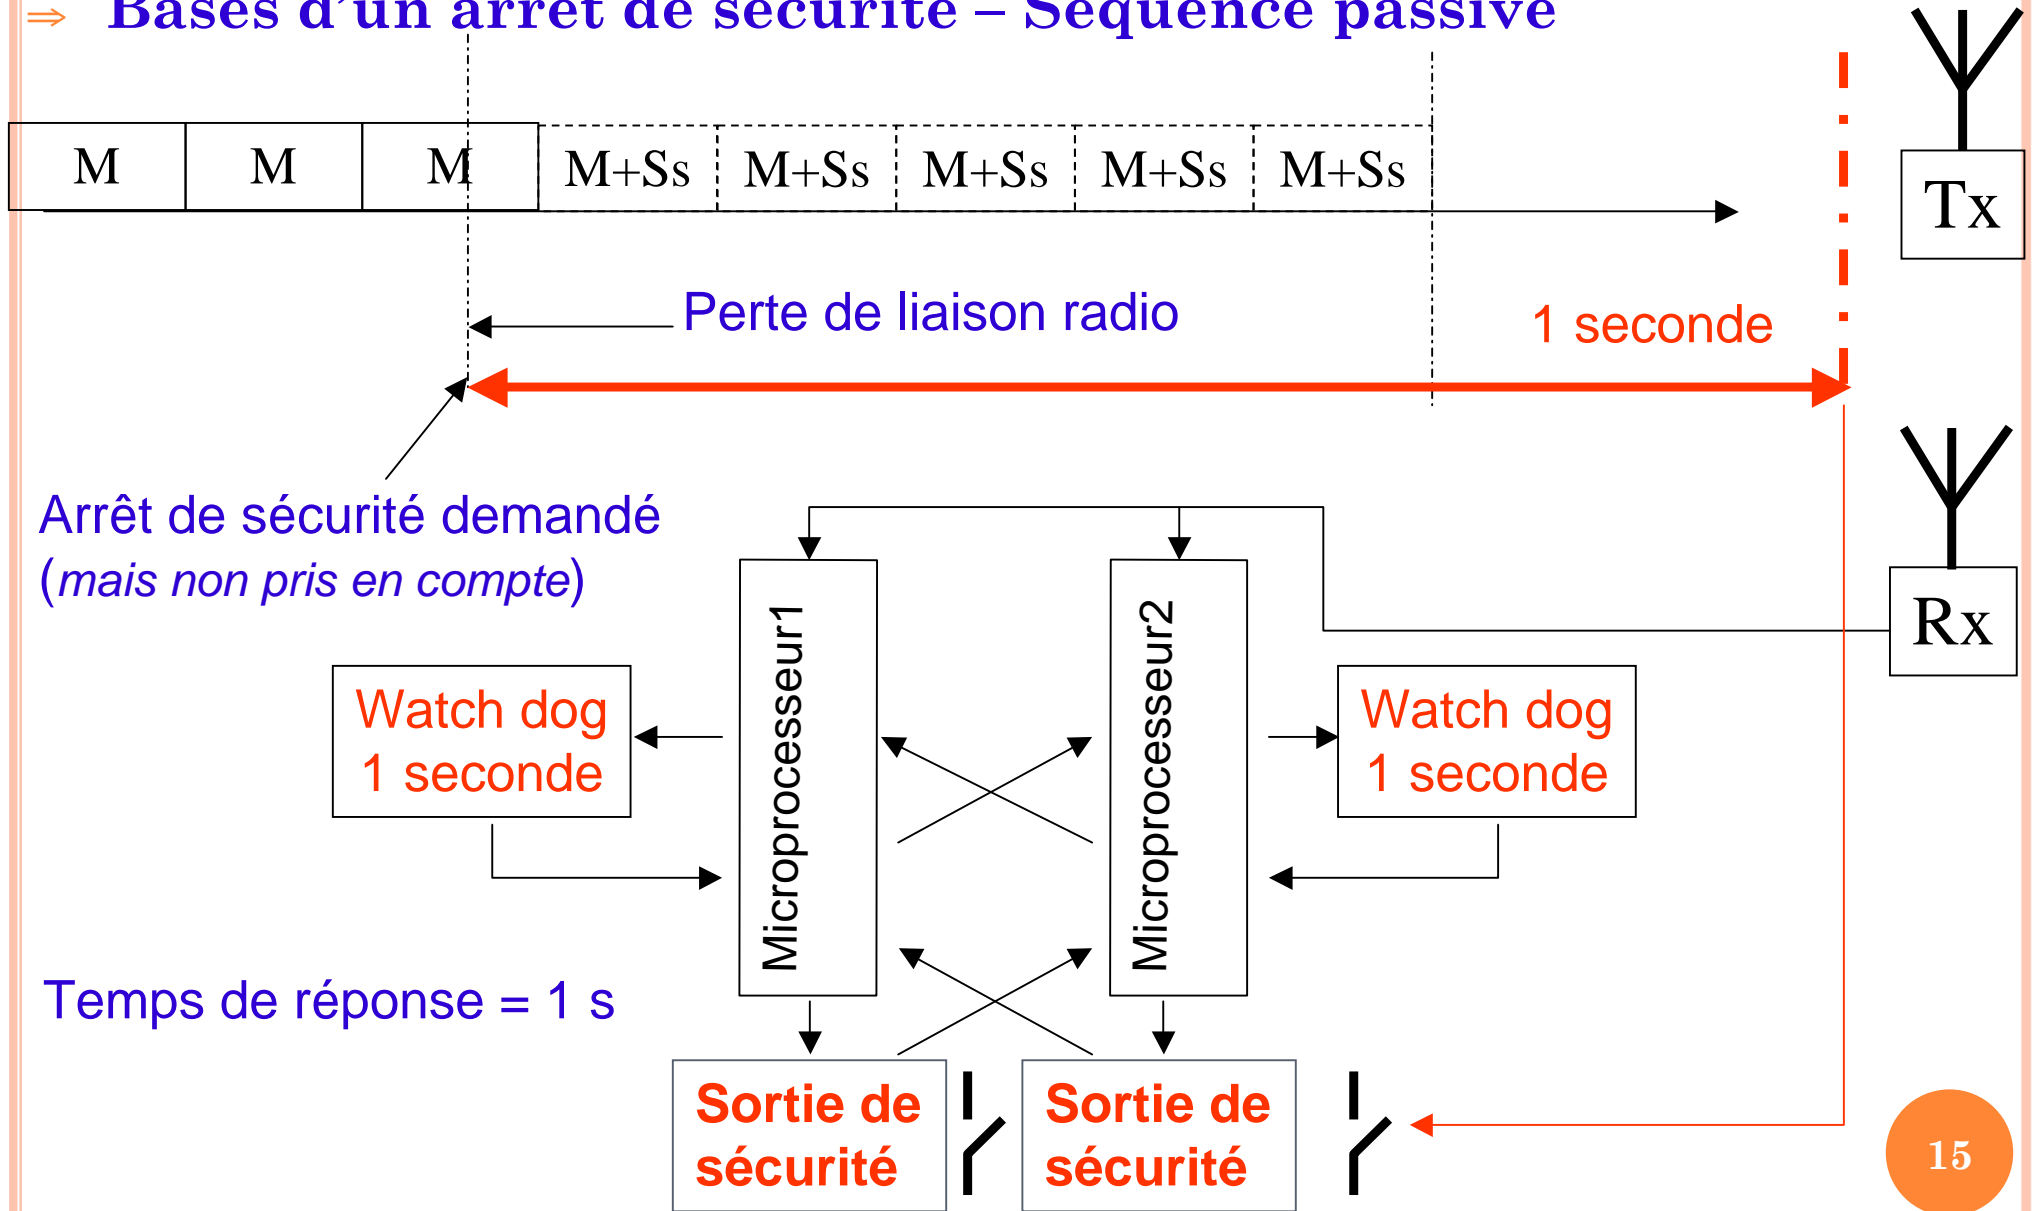 ⇒ Bases d'un arrêt de sécurité – Séquence passive
M M M M+Ss M+Ss M+Ss M+Ss M+Ss
Tx
Perte de liaison radio
1 seconde
Arrêt de sécurité demandé
(mais non pris en compte)
Rx
Microprocesseur1
Microprocesseur2
Watch dog
1 seconde
Watch dog
1 seconde
Temps de réponse = 1 s
Sortie de
sécurité
Sortie de
sécurité
15